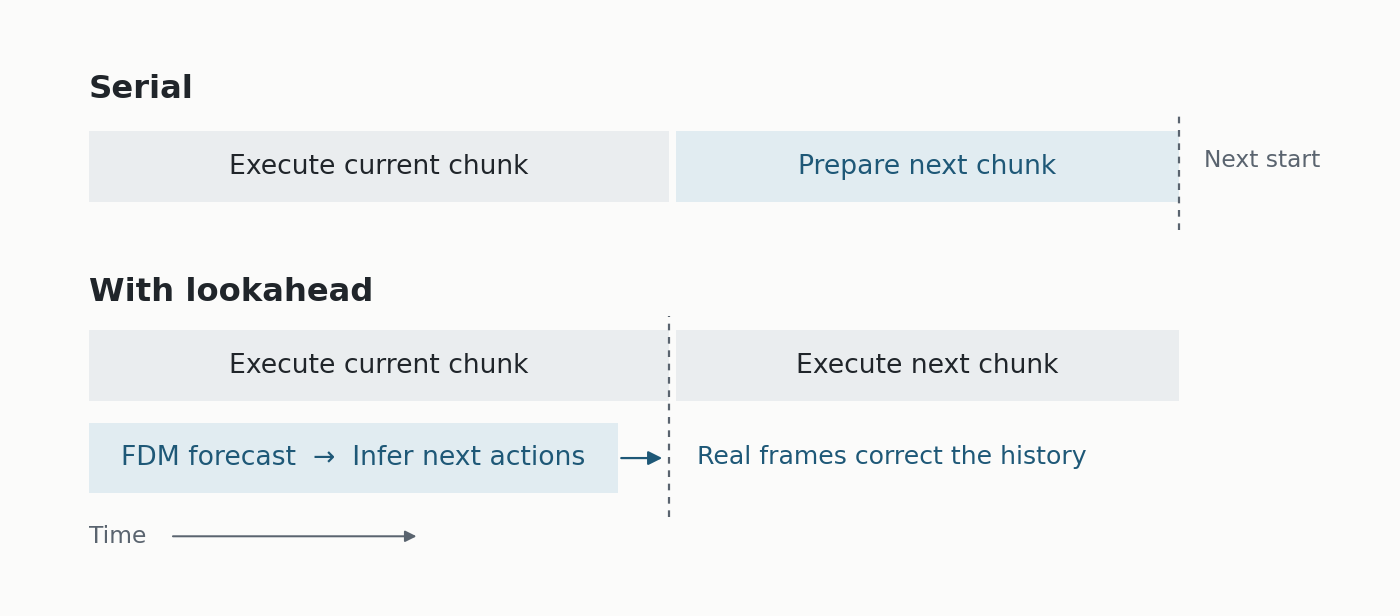 Serial
Execute current chunk
Prepare next chunk
Next start
With lookahead
Execute current chunk
Execute next chunk
FDM forecast → Infer next actions
Real frames correct the history
Time